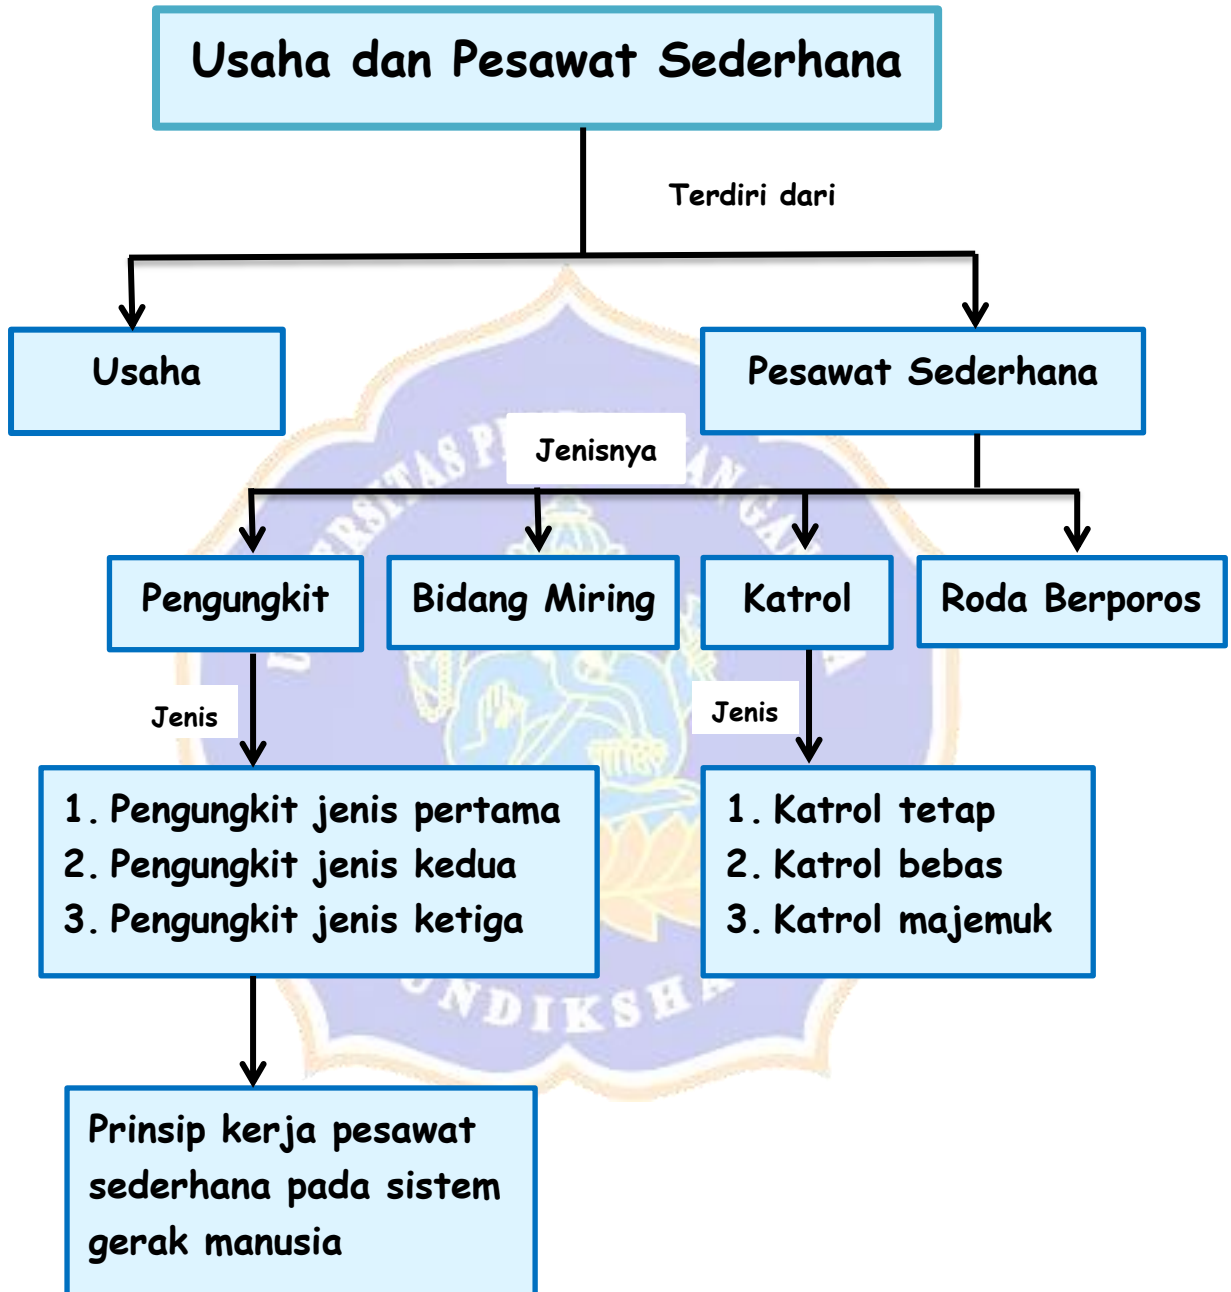 Usaha dan Pesawat Sederhana
Terdiri dari
Usaha
Pesawat Sederhana
Jenisnya
Pengungkit
Bidang Miring
Katrol
Roda Berporos
Jenis
Jenis
1. Pengungkit jenis pertama
2. Pengungkit jenis kedua
3. Pengungkit jenis ketiga
1. Katrol tetap
2. Katrol bebas
3. Katrol majemuk
UNDIKSHA
Prinsip kerja pesawat
sederhana pada sistem
gerak manusia